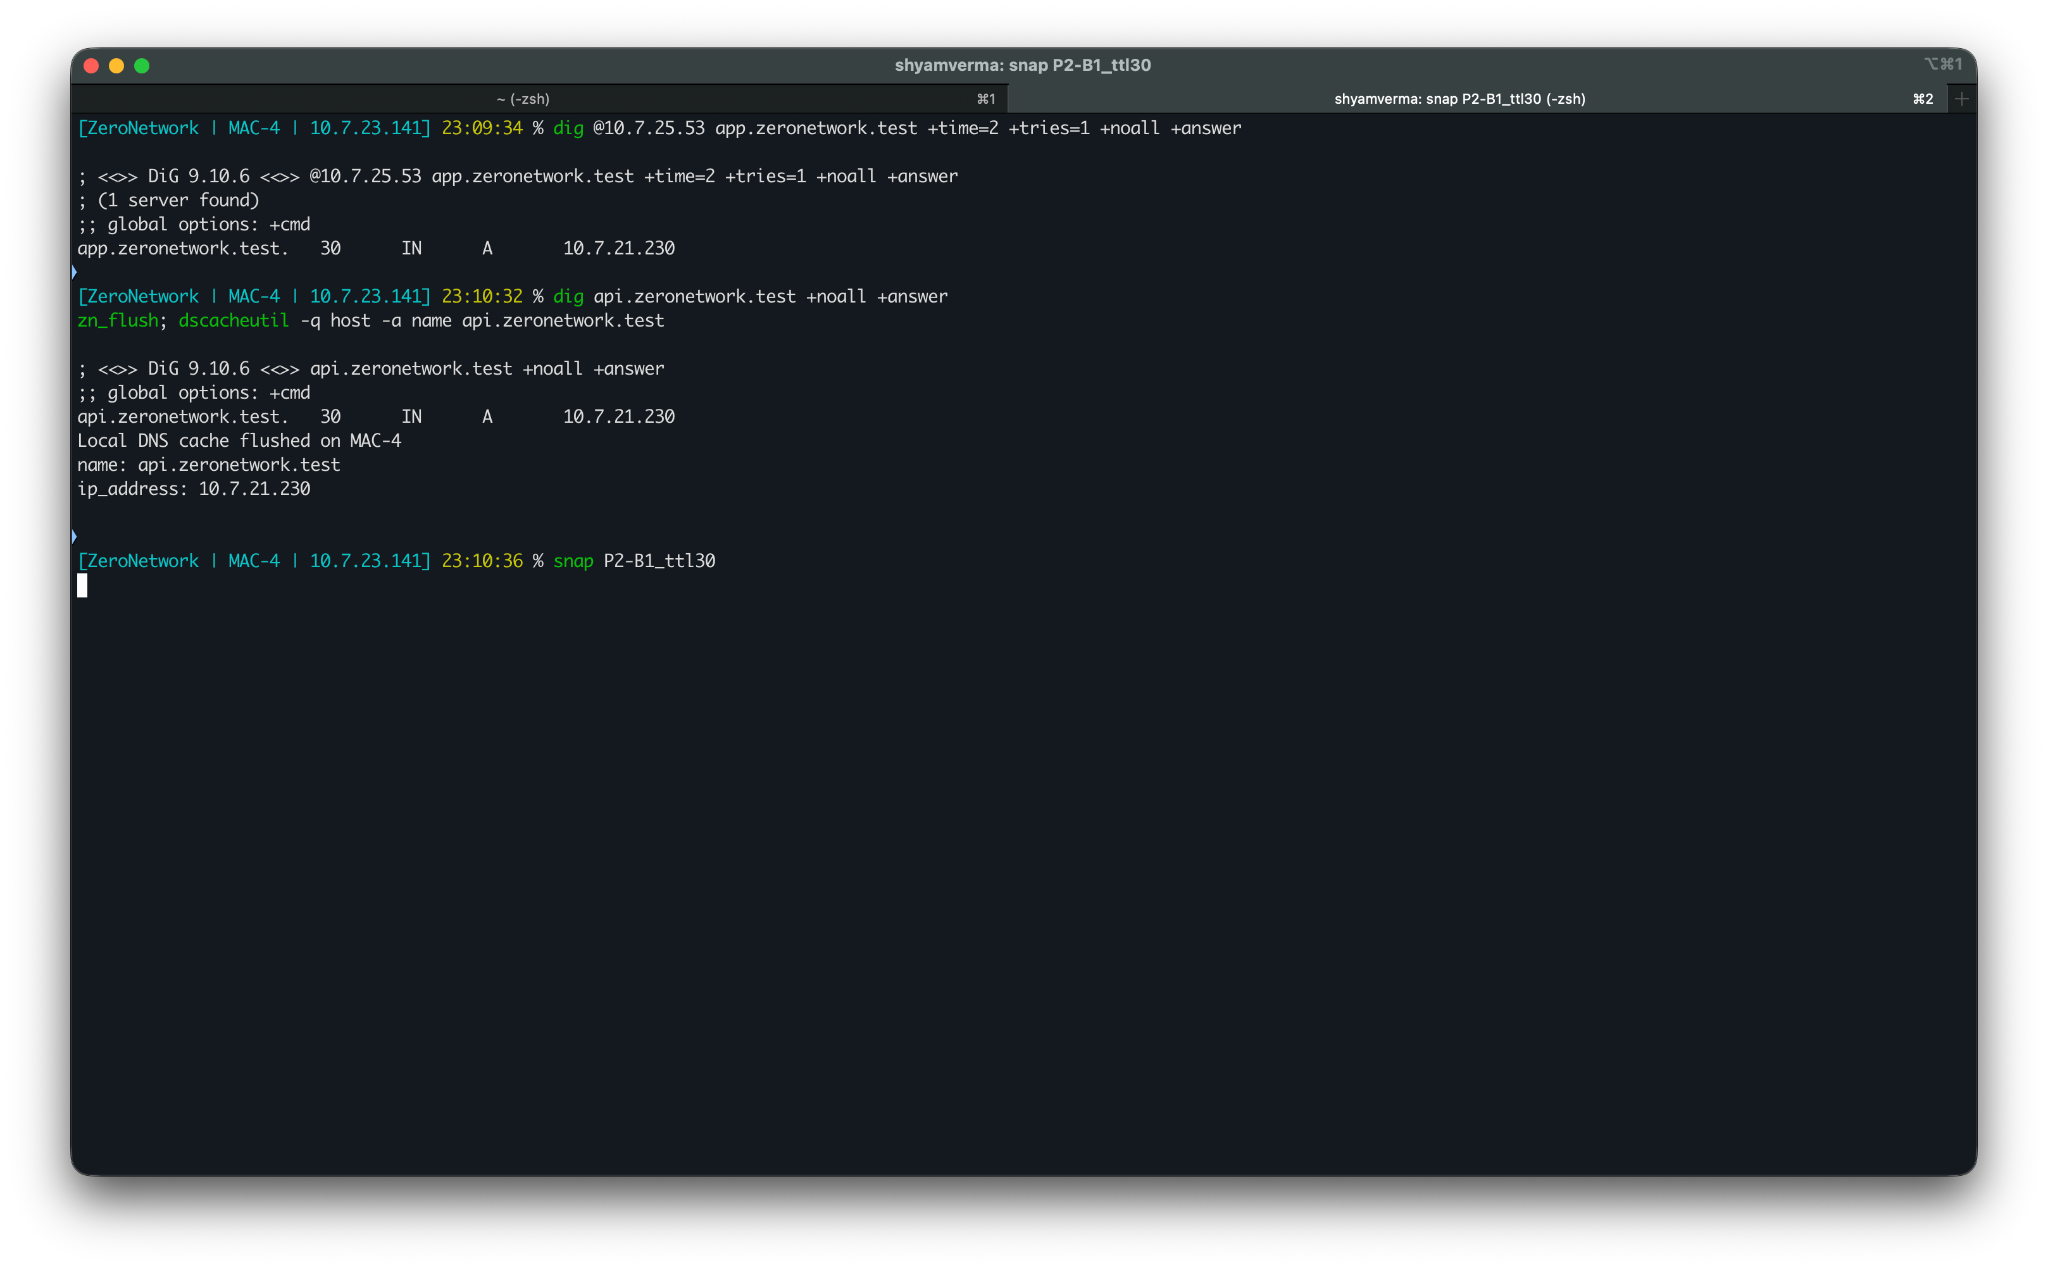 shyamverma: snap P2-B1_ttl30
⌥⌘1
~ (-zsh)
⌘1
shyamverma: snap P2-B1_ttl30 (-zsh)
⌘2
[ZeroNetwork | MAC-4 | 10.7.23.141] 23:09:34 % dig @10.7.25.53 app.zeronetwork.test +time=2 +tries=1 +noall +answer
; <<>> DiG 9.10.6 <<>> @10.7.25.53 app.zeronetwork.test +time=2 +tries=1 +noall +answer
; (1 server found)
;; global options: +cmd
app.zeronetwork.test.   30      IN      A       10.7.21.230
[ZeroNetwork | MAC-4 | 10.7.23.141] 23:10:32 % dig api.zeronetwork.test +noall +answer
zn_flush; dscacheutil -q host -a name api.zeronetwork.test
; <<>> DiG 9.10.6 <<>> api.zeronetwork.test +noall +answer
;; global options: +cmd
api.zeronetwork.test.   30      IN      A       10.7.21.230
Local DNS cache flushed on MAC-4
name: api.zeronetwork.test
ip_address: 10.7.21.230
[ZeroNetwork | MAC-4 | 10.7.23.141] 23:10:36 % snap P2-B1_ttl30